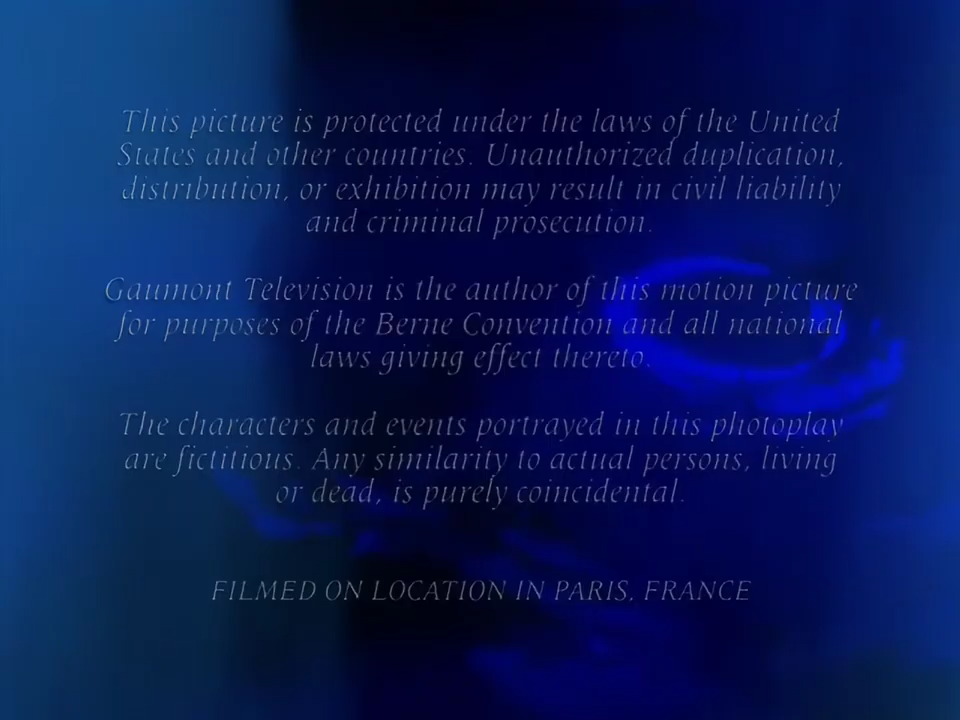 This picture is protected under the laws of the United
States and other countries. Unauthorized duplication,
distribution, or exhibition may result in civil liability
and criminal prosecution.
Gaumont Television is the author of this motion picture
for purposes of the Berne Convention and all national
laws giving effect thereto.
The characters and events portrayed in this photoplay
are fictitious. Any similarity to actual persons, living
or dead, is purely coincidental.
FILMED ON LOCATION IN PARIS, FRANCE